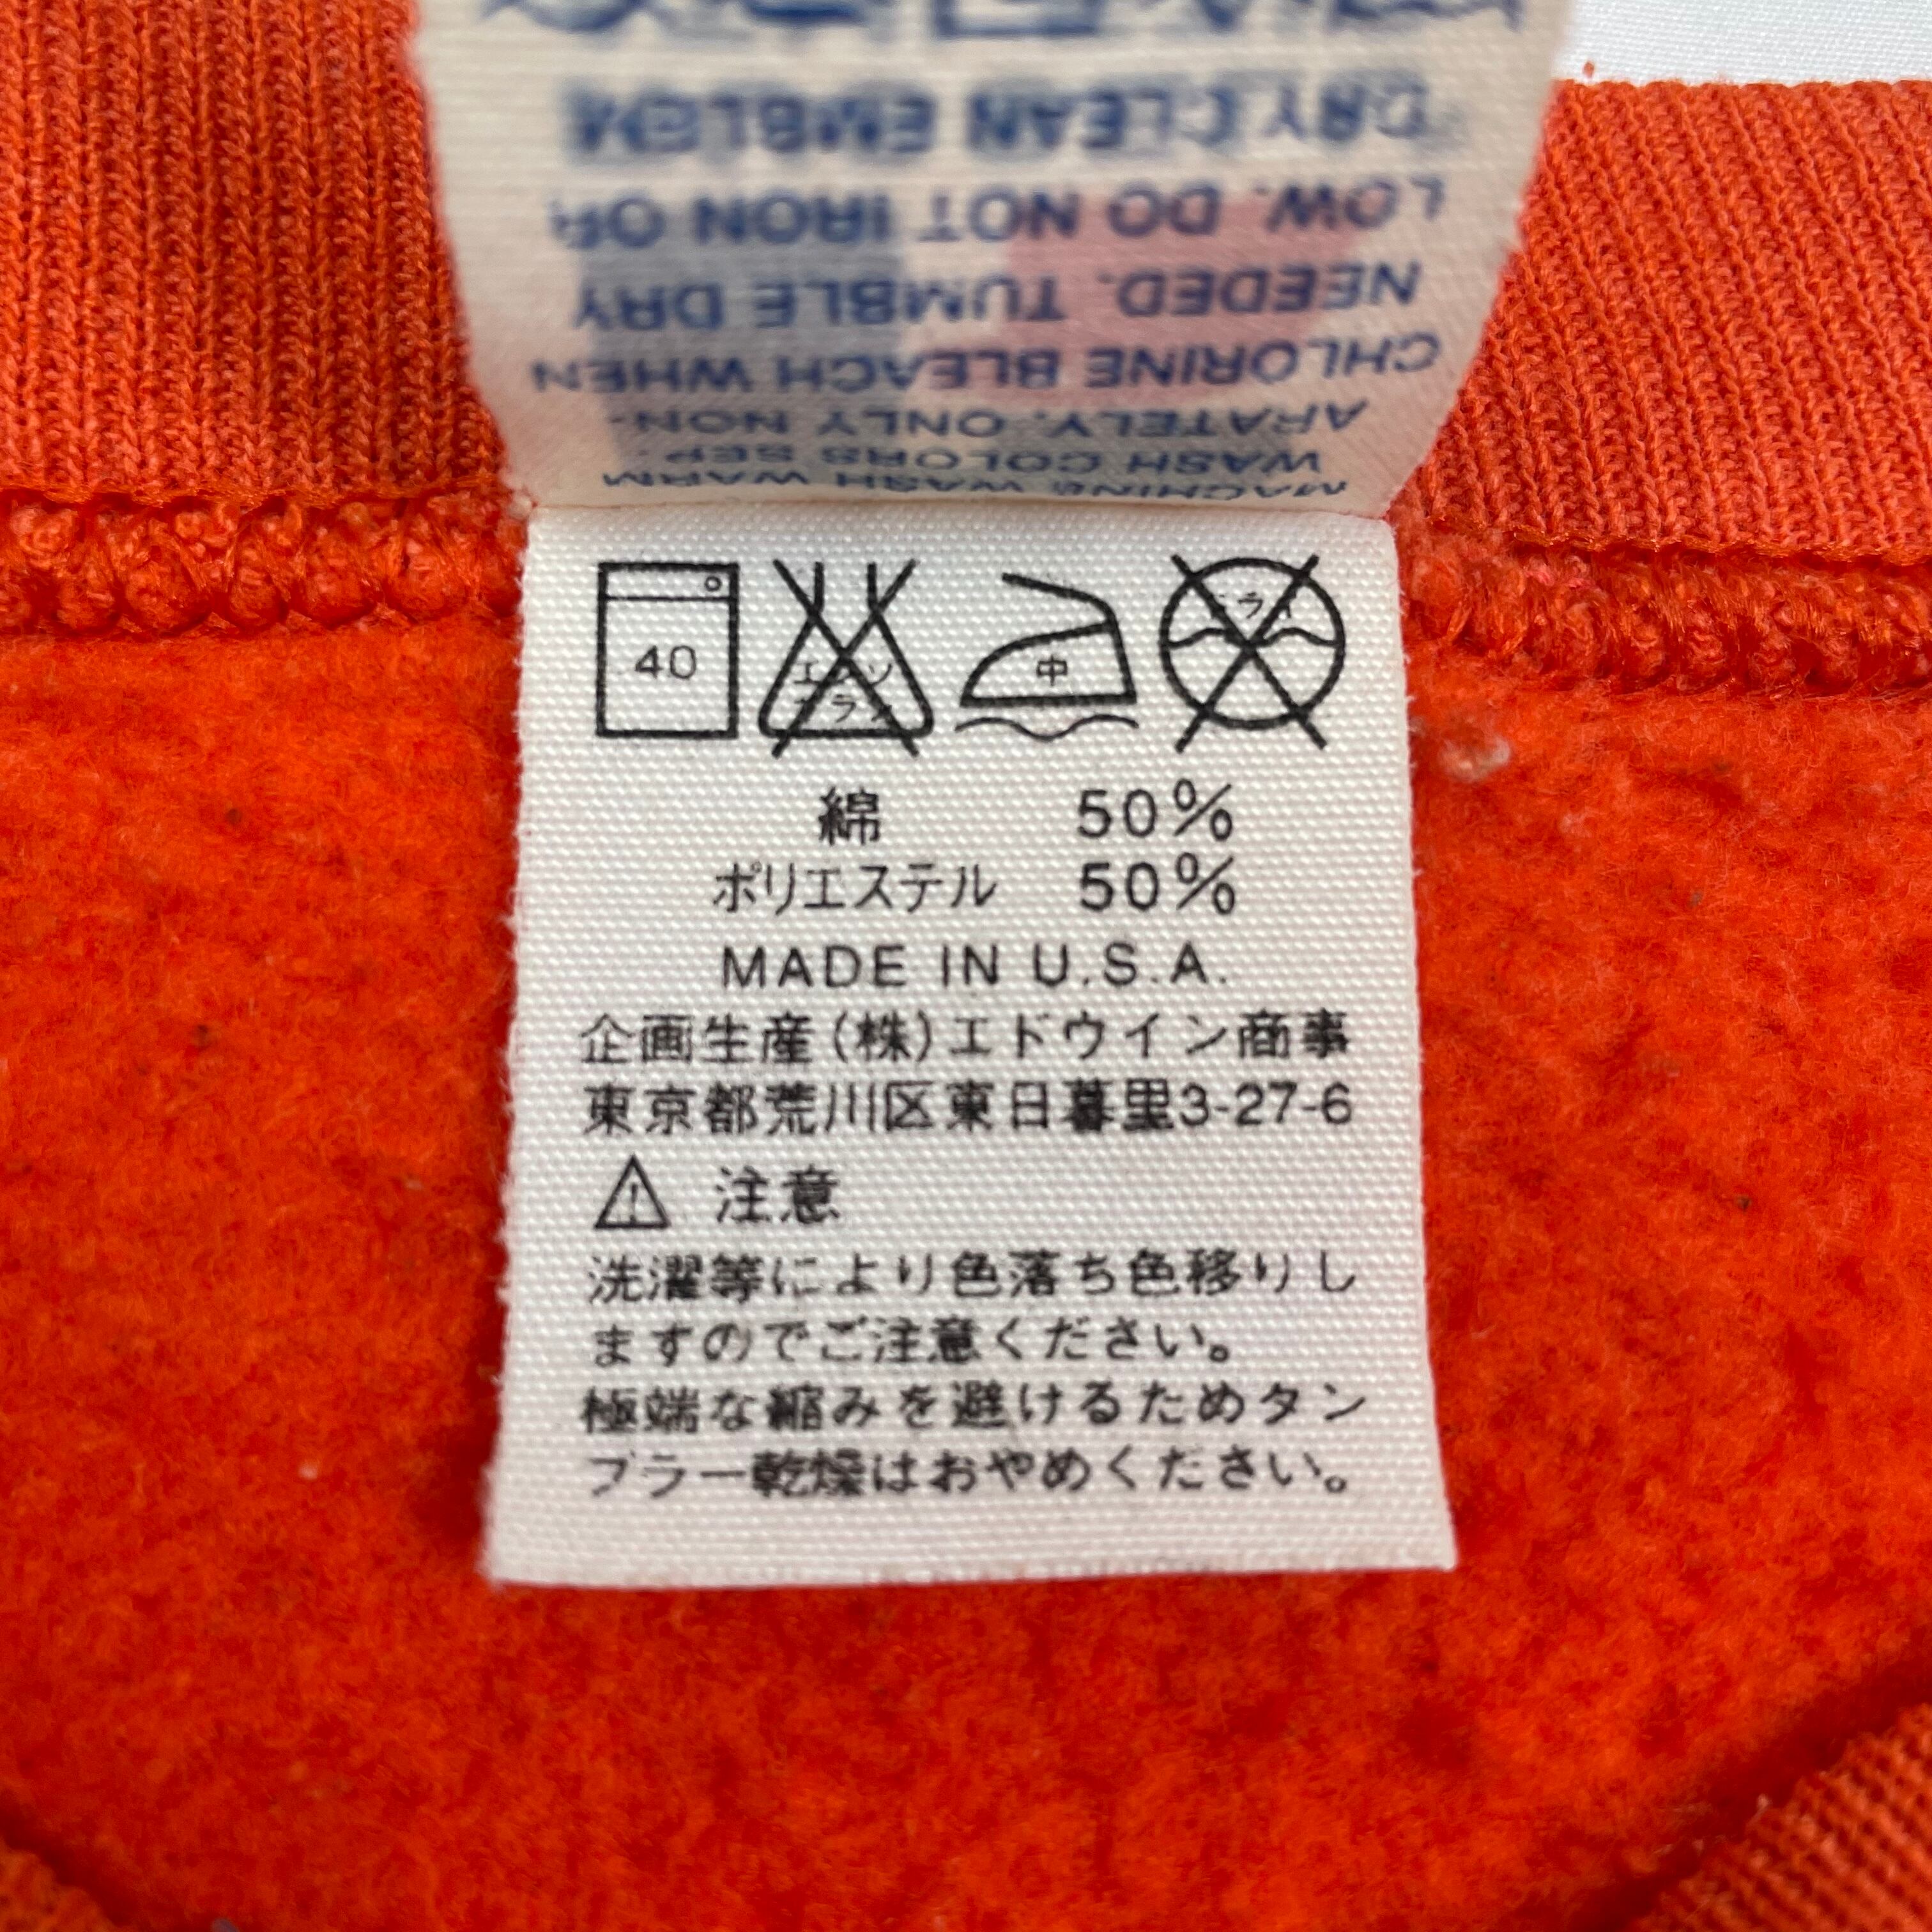 MACHINE WASH WARM
WASH COLORS SEP-
ARATELY. ONLY NON-
CHLORINE BLEACH WHEN
NEEDED. TUMBLE DRY
LOW. DO NOT IRON OR
DRY CLEAN EMBLEM
40
エンソ
中
綿 50%
ポリエステル 50%
MADE IN U.S.A.
企画生産(株)エドウイン商事
東京都荒川区東日暮里3-27-6
⚠ 注意
洗濯等により色落ち色移りし
ますのでご注意ください。
極端な縮みを避けるためタン
ブラー乾燥はおやめください。